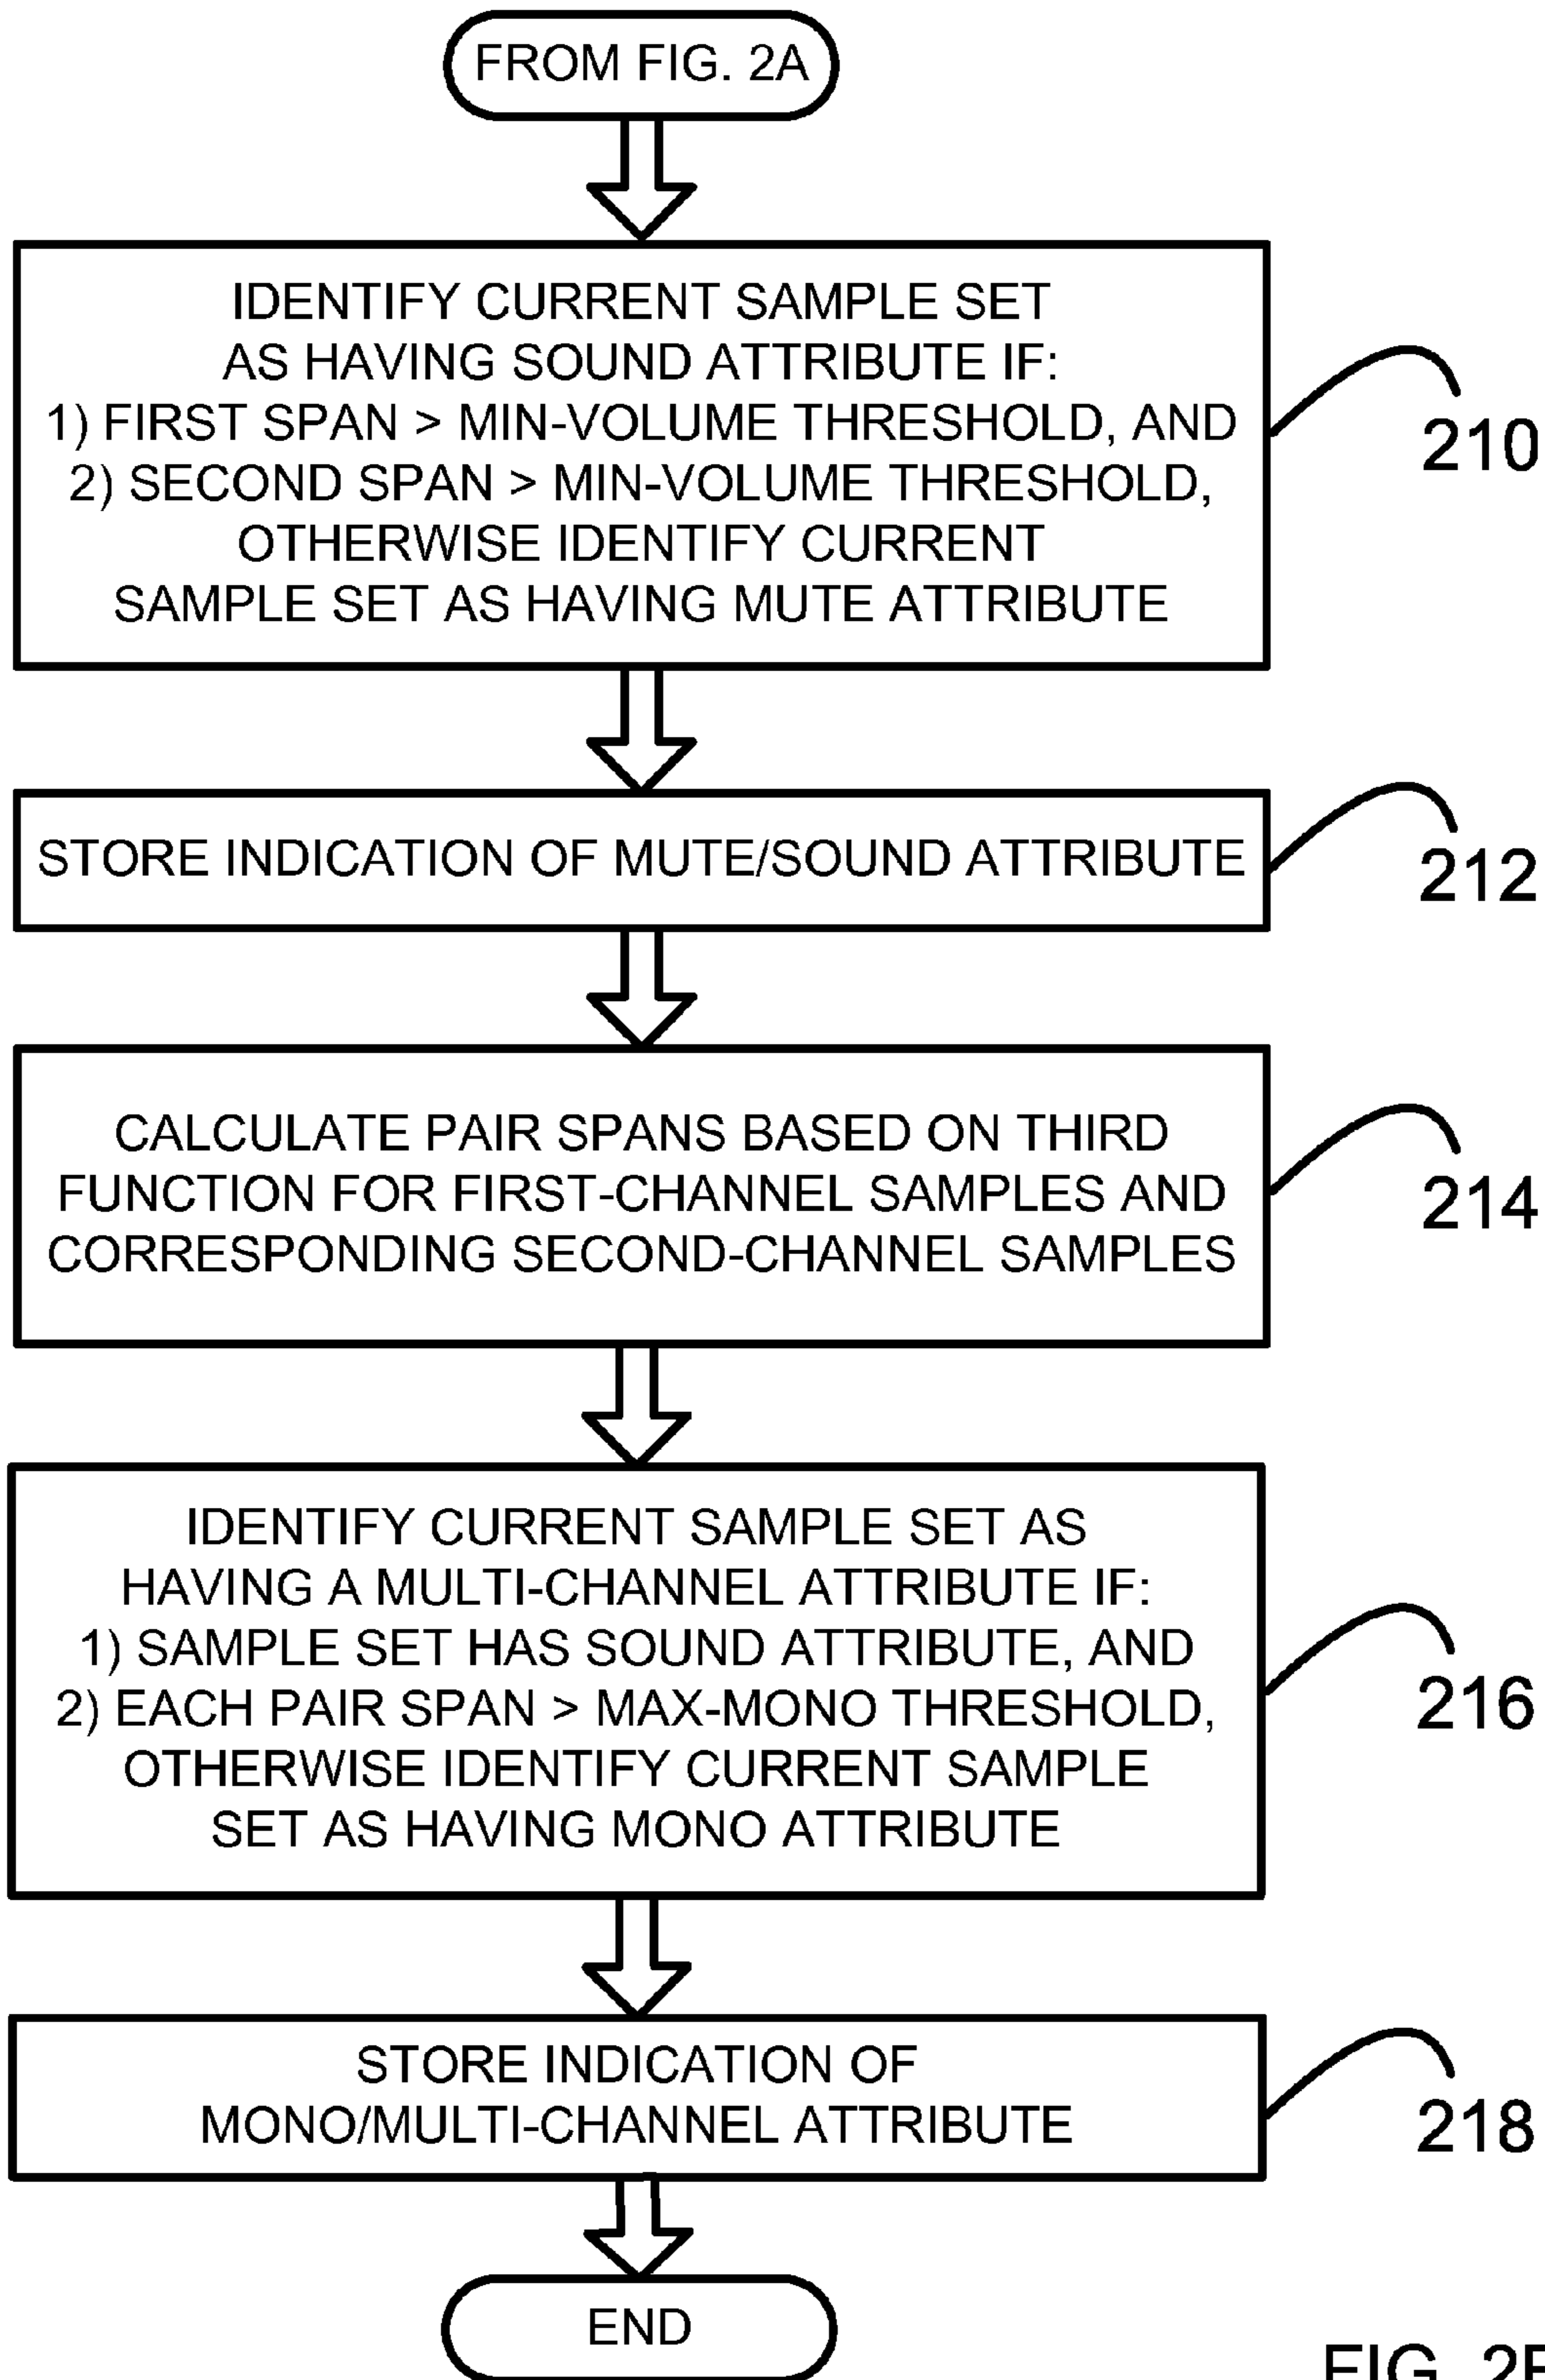 FROM FIG. 2A
IDENTIFY CURRENT SAMPLE SET
AS HAVING SOUND ATTRIBUTE IF:
1) FIRST SPAN > MIN-VOLUME THRESHOLD, AND
2) SECOND SPAN > MIN-VOLUME THRESHOLD,
OTHERWISE IDENTIFY CURRENT
SAMPLE SET AS HAVING MUTE ATTRIBUTE
210
STORE INDICATION OF MUTE/SOUND ATTRIBUTE
212
CALCULATE PAIR SPANS BASED ON THIRD
FUNCTION FOR FIRST-CHANNEL SAMPLES AND
CORRESPONDING SECOND-CHANNEL SAMPLES
214
IDENTIFY CURRENT SAMPLE SET AS
HAVING A MULTI-CHANNEL ATTRIBUTE IF:
1) SAMPLE SET HAS SOUND ATTRIBUTE, AND
2) EACH PAIR SPAN > MAX-MONO THRESHOLD,
OTHERWISE IDENTIFY CURRENT SAMPLE
SET AS HAVING MONO ATTRIBUTE
216
STORE INDICATION OF
MONO/MULTI-CHANNEL ATTRIBUTE
218
END
FIG.